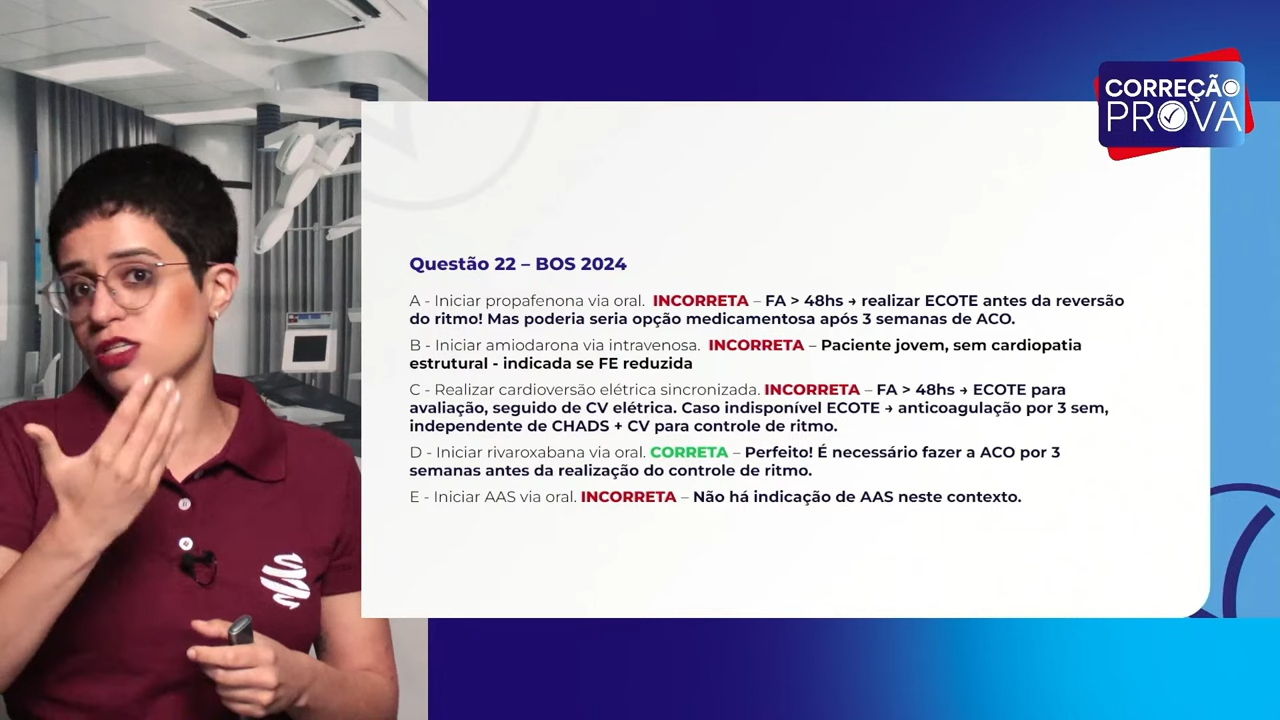 CORREÇÃO
PROVA
Questão 22 – BOS 2024
A - Iniciar propafenona via oral. INCORRETA – FA > 48hs → realizar ECOTE antes da reversão
do ritmo! Mas poderia seria opção medicamentosa após 3 semanas de ACO.
B - Iniciar amiodarona via intravenosa. INCORRETA – Paciente jovem, sem cardiopatia
estrutural - indicada se FE reduzida
C - Realizar cardioversão elétrica sincronizada. INCORRETA – FA > 48hs → ECOTE para
avaliação, seguido de CV elétrica. Caso indisponível ECOTE → anticoagulação por 3 sem,
independente de CHADS + CV para controle de ritmo.
D - Iniciar rivaroxabana via oral. CORRETA – Perfeito! É necessário fazer a ACO por 3
semanas antes da realização do controle de ritmo.
E - Iniciar AAS via oral. INCORRETA – Não há indicação de AAS neste contexto.